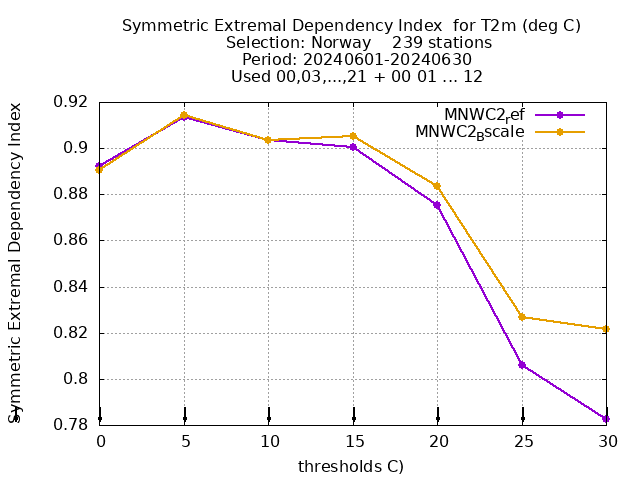 Symmetric Extremal Dependency Index  for T2m (deg C)
Selection: Norway    239 stations
Period: 20240601-20240630
Used 00,03,...,21 + 00 01 ... 12
Symmetric Extremal Dependency Index
MNWC2ref
MNWC2Bscale
0.92
0.9
0.88
0.86
0.84
0.82
0.8
0.78
0 5 10 15 20 25 30
thresholds C)